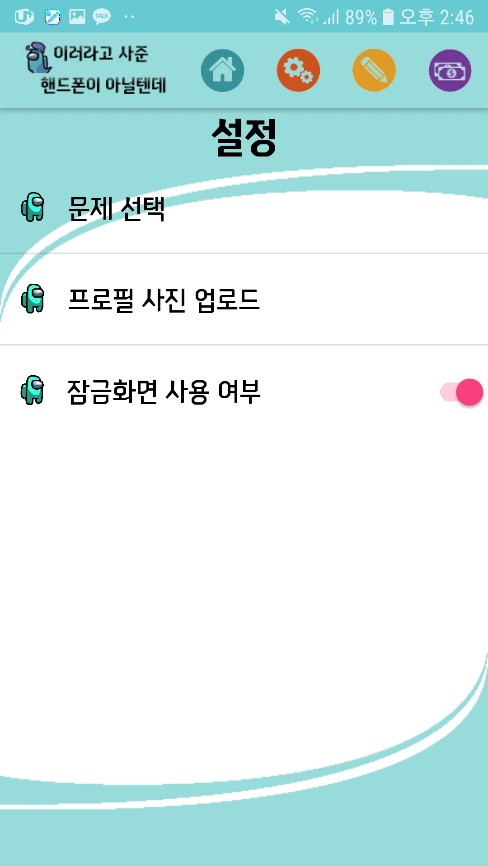 U+ TALK 89% 오후 2:46
이러라고 사준
핸드폰이 아닐텐데
설정
문제 선택
프로필 사진 업로드
잠금화면 사용 여부